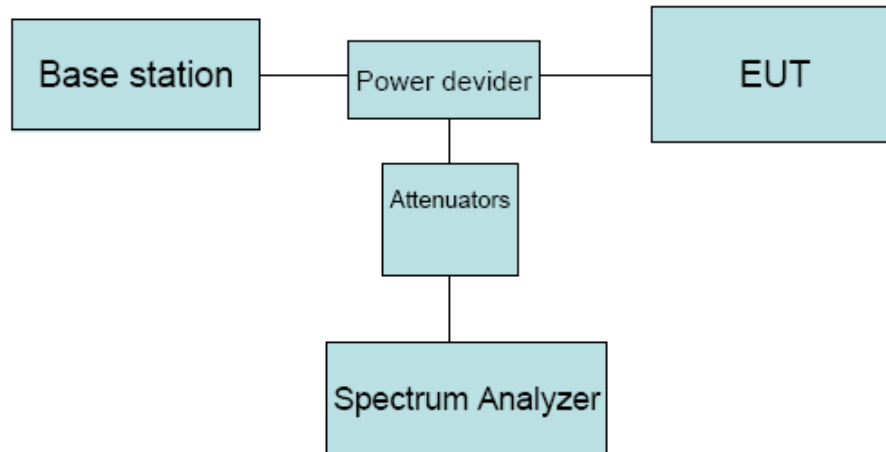 Base station
Power devider
EUT
Attenuators
Spectrum Analyzer